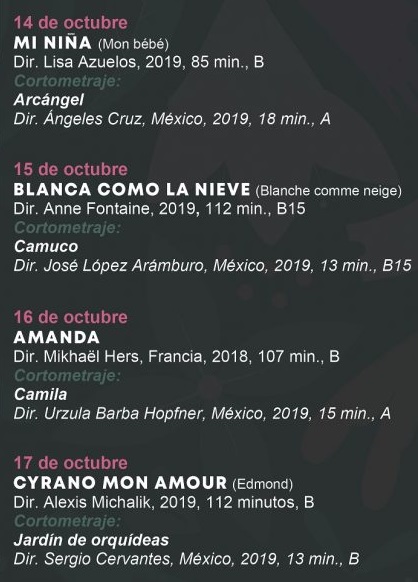 14 de octubre
MI NIÑA (Mon bébé)
Dir. Lisa Azuelos, 2019, 85 min., B
Cortometraje:
Arcángel
Dir. Ángeles Cruz, México, 2019, 18 min., A
15 de octubre
BLANCA COMO LA NIEVE (Blanche comme neige)
Dir. Anne Fontaine, 2019, 112 min., B15
Cortometraje:
Camuco
Dir. José López Arámburo, México, 2019, 13 min., B15
16 de octubre
AMANDA
Dir. Mikhaël Hers, Francia, 2018, 107 min., B
Cortometraje:
Camila
Dir. Urzula Barba Hopfner, México, 2019, 15 min., A
17 de octubre
CYRANO MON AMOUR (Edmond)
Dir. Alexis Michalik, 2019, 112 minutos, B
Cortometraje:
Jardín de orquídeas
Dir. Sergio Cervantes, México, 2019, 13 min., B